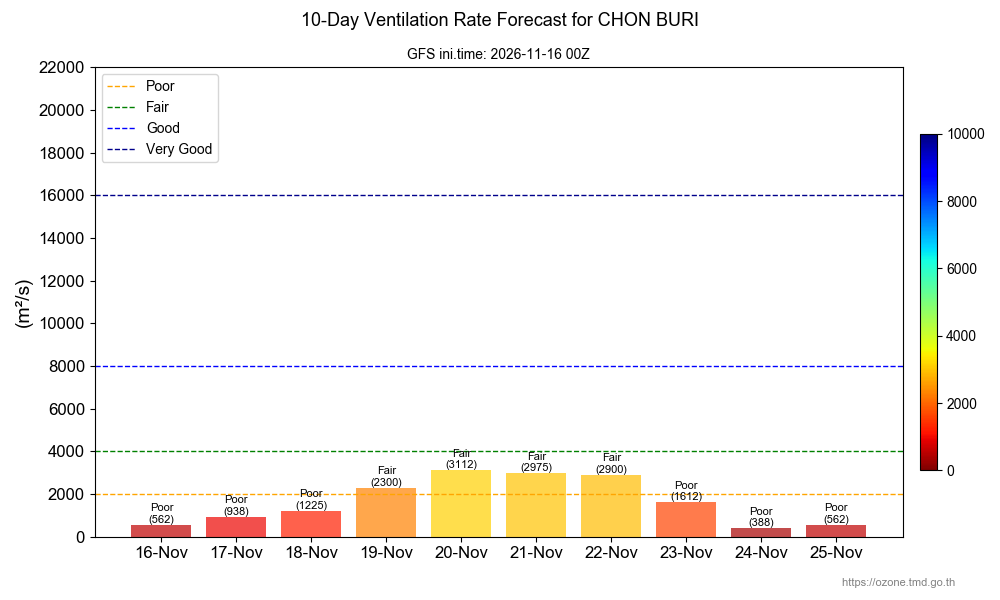 10-Day Ventilation Rate Forecast for CHON BURI
GFS ini.time: 2026-11-16 00Z
(m²/s)
22000
20000
18000
16000
14000
12000
10000
8000
6000
4000
2000
0
Poor
Fair
Good
Very Good
Poor
(562)
Poor
(938)
Poor
(1225)
Fair
(2300)
Fair
(3112)
Fair
(2975)
Fair
(2900)
Poor
(1612)
Poor
(388)
Poor
(562)
16-Nov
17-Nov
18-Nov
19-Nov
20-Nov
21-Nov
22-Nov
23-Nov
24-Nov
25-Nov
10000
8000
6000
4000
2000
0
https://ozone.tmd.go.th